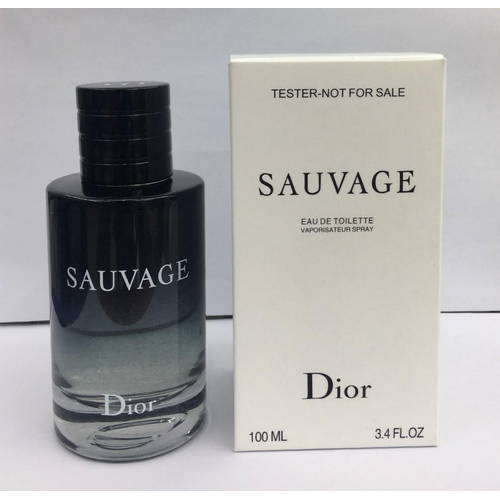 SAUVAGE
Dior
TESTER-NOT FOR SALE
SAUVAGE
EAU DE TOILETTE
VAPORISATEUR SPRAY
Dior
100 ML 3.4 FL.OZ